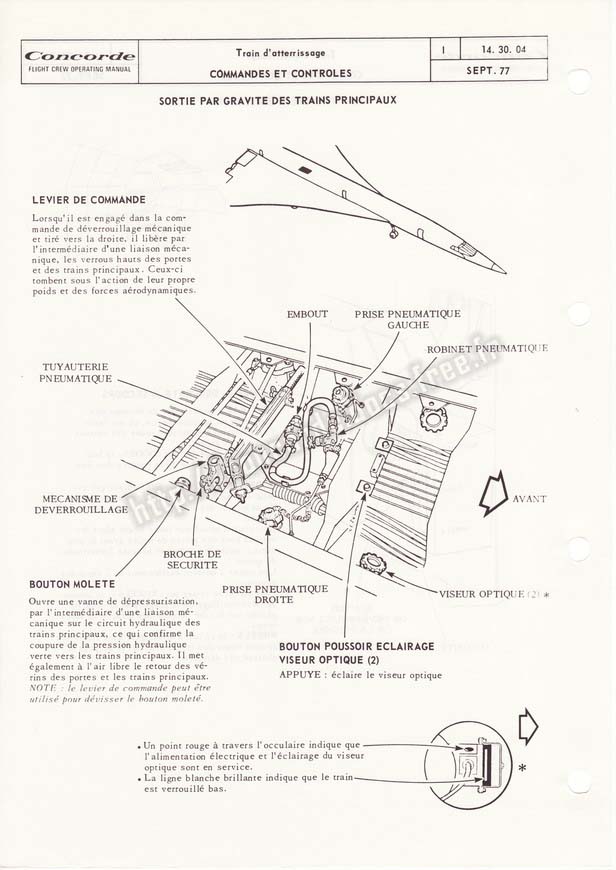 Concorde
FLIGHT CREW OPERATING MANUAL
Train d'atterrissage
COMMANDES ET CONTROLES
1
14. 30. 04
SEPT. 77
SORTIE PAR GRAVITE DES TRAINS PRINCIPAUX
LEVIER DE COMMANDE
Lorsqu'il est engagé dans la com-
mande de déverrouillage mécanique
et tiré vers la droite, il libère par
l'intermédiaire d'une liaison méca-
nique, les verrous hauts des portes
et des trains principaux. Ceux-ci
tombent sous l'action de leur propre
poids et des forces aérodynamiques.
EMBOUT
PRISE PNEUMATIQUE
GAUCHE
ROBINET PNEUMATIQUE
TUYAUTERIE
PNEUMATIQUE
MECANISME DE
DEVERROUILLAGE
AVANT
BROCHE DE
SECURITE
PRISE PNEUMATIQUE
DROITE
VISEUR OPTIQUE (2) *
BOUTON MOLETE
Ouvre une vanne de dépressurisation,
par l'intermédiaire d'une liaison mé-
canique sur le circuit hydraulique des
trains principaux, ce qui confirme la
coupure de la pression hydraulique
verte vers les trains principaux. Il met
également à l'air libre le retour des vé-
rins des portes et les trains principaux.
NOTE : le levier de commande peut être
utilisé pour dévisser le bouton moleté.
BOUTON POUSSOIR ECLAIRAGE
VISEUR OPTIQUE (2)
APPUYE : éclaire le viseur optique
• Un point rouge à travers l'occulaire indique que
l'alimentation électrique et l'éclairage du viseur
optique sont en service.
• La ligne blanche brillante indique que le train
est verrouillé bas.
*